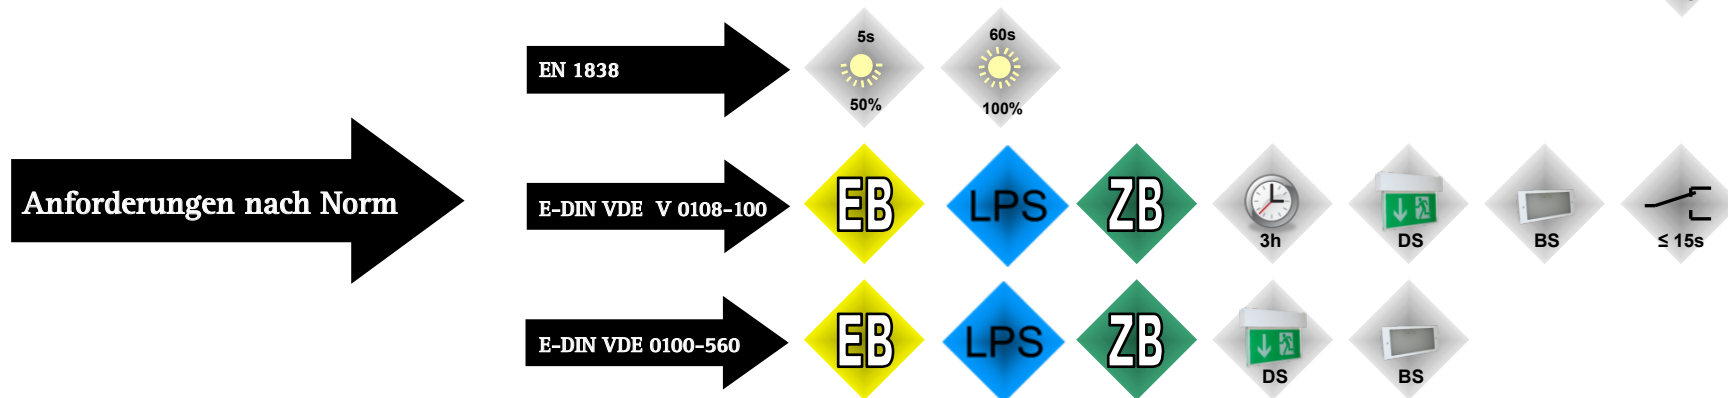 5s
60s
EN 1838
50%
100%
Anforderungen nach Norm
E-DIN VDE V 0108-100
EB
LPS
ZB
3h
DS
BS
≤ 15s
E-DIN VDE 0100-560
EB
LPS
ZB
DS
BS